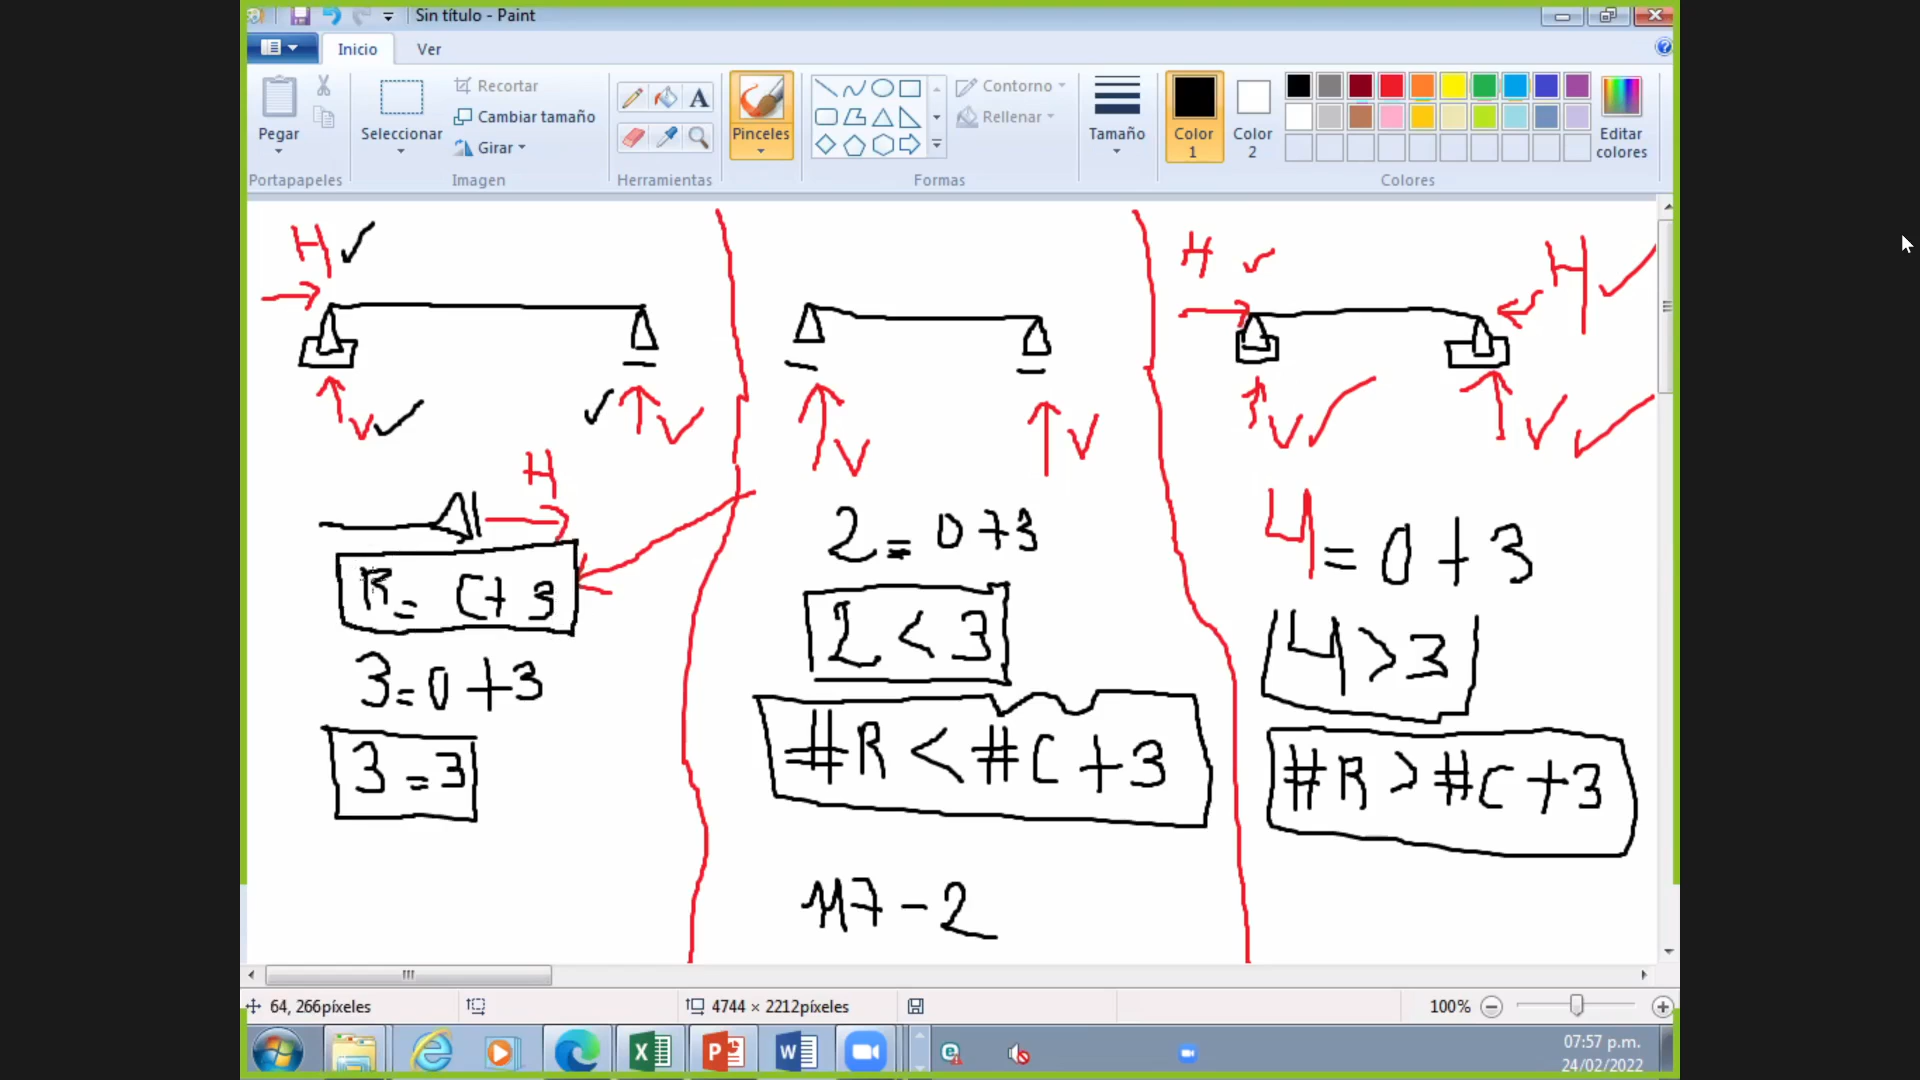 Sin título - Paint
Inicio
Ver
Pegar
Portapapeles
Seleccionar
Recortar
Cambiar tamaño
Girar
Imagen
A
Herramientas
Pinceles
Contorno
Rellenar
Formas
Tamaño
Color 1
Color 2
Editar colores
Colores
H
V
V
H
R = C+3
3=0+3
3=3
V
V
2=0+3
2<3
#R<#C+3
117-2
H
H
V
V
4=0+3
4>3
#R>#C+3
64, 266píxeles
4744 × 2212píxeles
100%
07:57 p.m.
24/02/2022